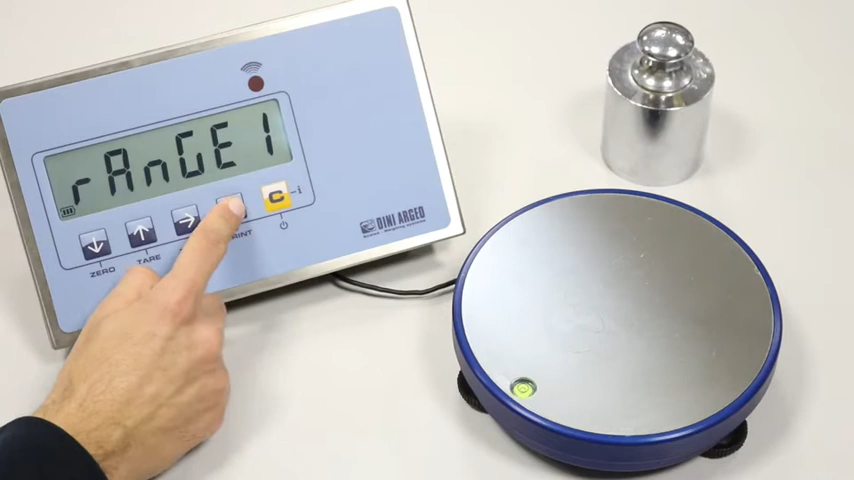 rAnGE1
C
i
ZERO
TARE
PRINT
DINI ARGEO